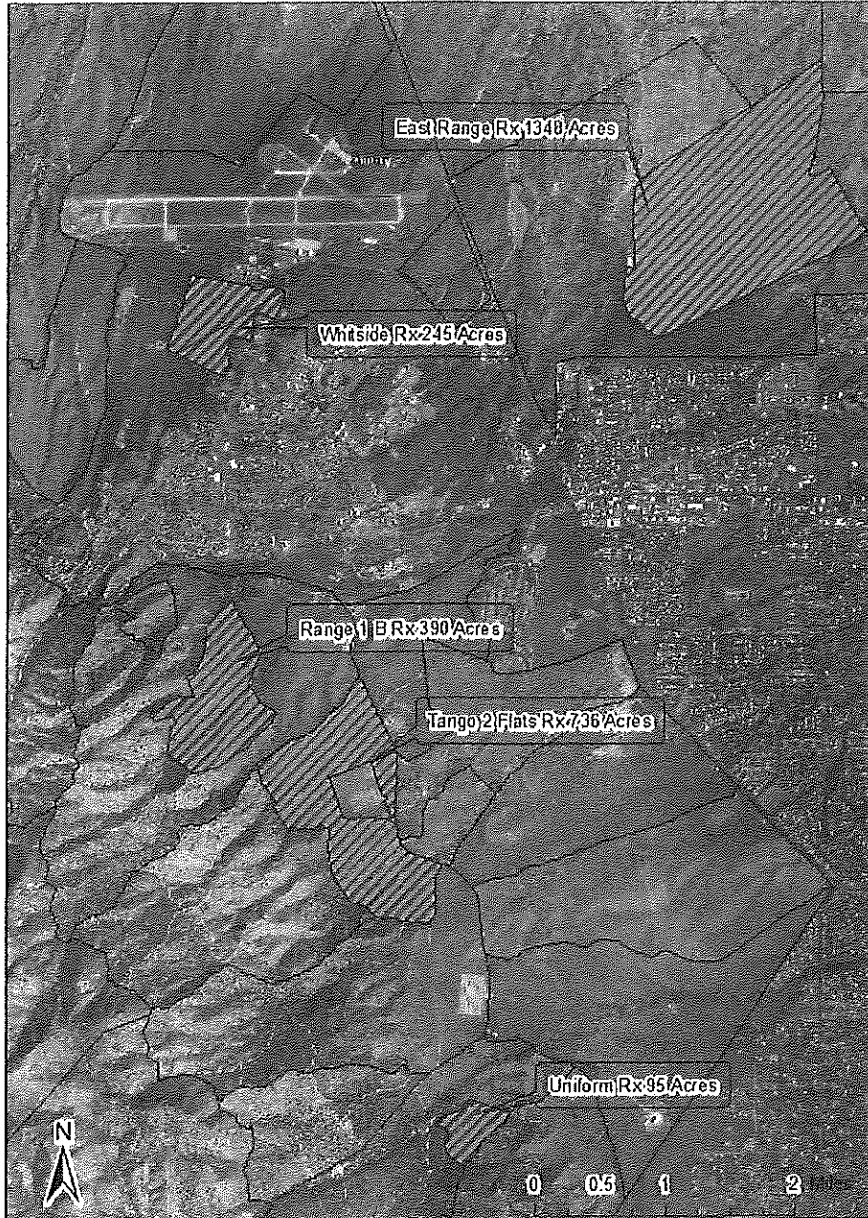 East Range Rx 1348 Acres
Whitside Rx 245 Acres
Range 1 B Rx 390 Acres
Tango 2 Flats Rx 736 Acres
Uniform Rx 95 Acres
N
0 0.5 1 2